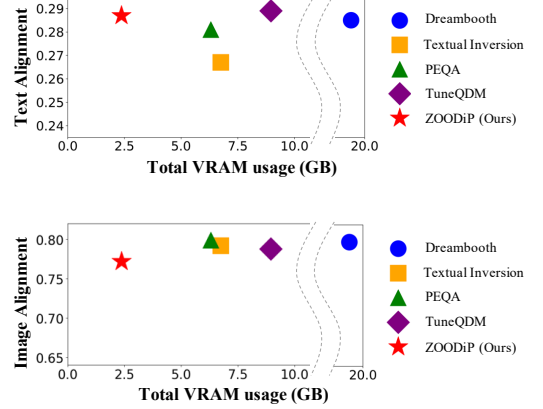 Text Alignment
0.29
0.28
0.27
0.26
0.25
0.24
0.0 2.5 5.0 7.5 10.0 20.0
Total VRAM usage (GB)
Dreambooth
Textual Inversion
PEQA
TuneQDM
ZOODiP (Ours)
Image Alignment
0.80
0.75
0.70
0.65
0.0 2.5 5.0 7.5 10.0 20.0
Total VRAM usage (GB)
Dreambooth
Textual Inversion
PEQA
TuneQDM
ZOODiP (Ours)